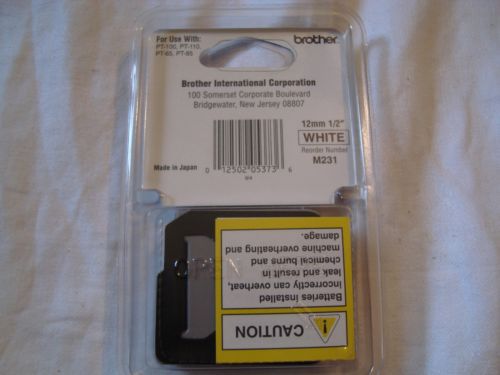 For Use With:
PT-100, PT-110,
PT-65, PT-85
brother
Brother International Corporation
100 Somerset Corporate Boulevard
Bridgewater, New Jersey 08807
12mm 1/2"
WHITE
Reorder Number
M231
Made in Japan
0 12502 05373 6
OPEN
CAUTION
Batteries installed
incorrectly can overheat,
leak and result in
chemical burns and
machine overheating and
damage.